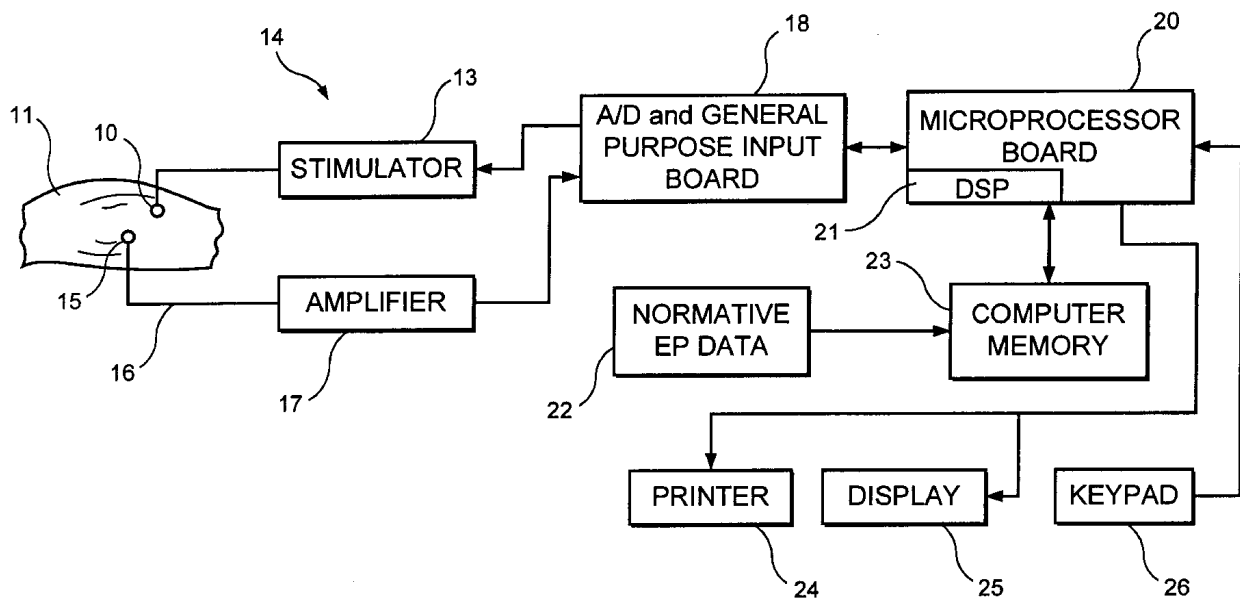 14
13
18
20
11
10
STIMULATOR
A/D and GENERAL
PURPOSE INPUT
BOARD
MICROPROCESSOR
BOARD
DSP
21
15
16
AMPLIFIER
17
NORMATIVE
EP DATA
22
23
COMPUTER
MEMORY
PRINTER
24
DISPLAY
25
KEYPAD
26